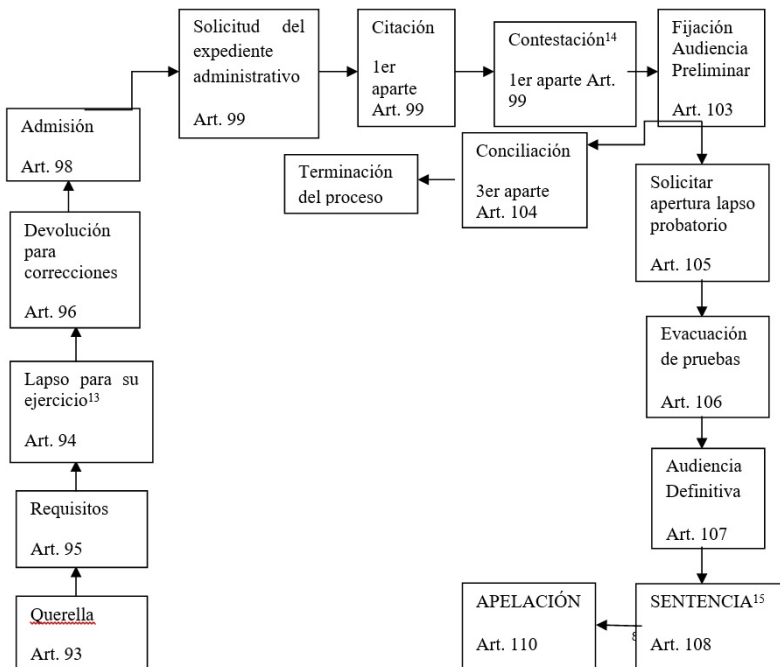 Solicitud del
expediente
administrativo
Art. 99
Citación
1er
aparte
Art. 99
Contestación¹⁴
1er aparte Art.
99
Fijación
Audiencia
Preliminar
Art. 103
Admisión
Art. 98
Conciliación
3er aparte
Art. 104
Terminación
del proceso
Solicitar
apertura lapso
probatorio
Art. 105
Devolución
para
correcciones
Art. 96
Evacuación
de pruebas
Art. 106
Lapso para su
ejercicio¹³
Art. 94
Audiencia
Definitiva
Art. 107
Requisitos
Art. 95
Querella
Art. 93
APELACIÓN
Art. 110
SENTENCIA¹⁵
Art. 108